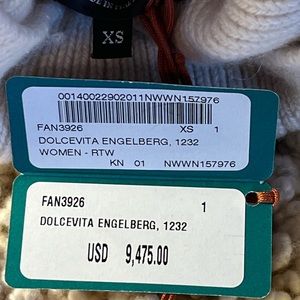 XS
00140022902011NWWN157976
FAN3926 XS 1
DOLCEVITA ENGELBERG, 1232
WOMEN - RTW
KN 01 NWWN157976
FAN3926 1
DOLCEVITA ENGELBERG, 1232
USD 9,475.00